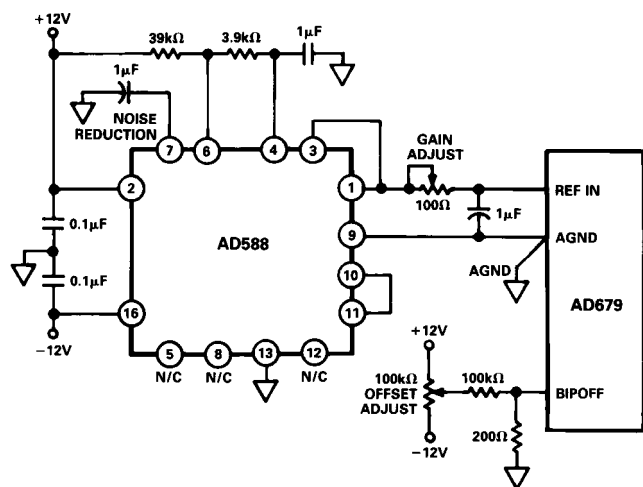 +12V
39kΩ
3.9kΩ
1µF
1µF
NOISE
REDUCTION
7
6
4
3
GAIN
ADJUST
2
1
100Ω
REF IN
0.1µF
1µF
AD588
9
AGND
0.1µF
10
AGND
AD679
16
11
-12V
5
8
13
12
N/C
N/C
N/C
+12V
100kΩ
OFFSET
ADJUST
100kΩ
BIPOFF
200Ω
-12V